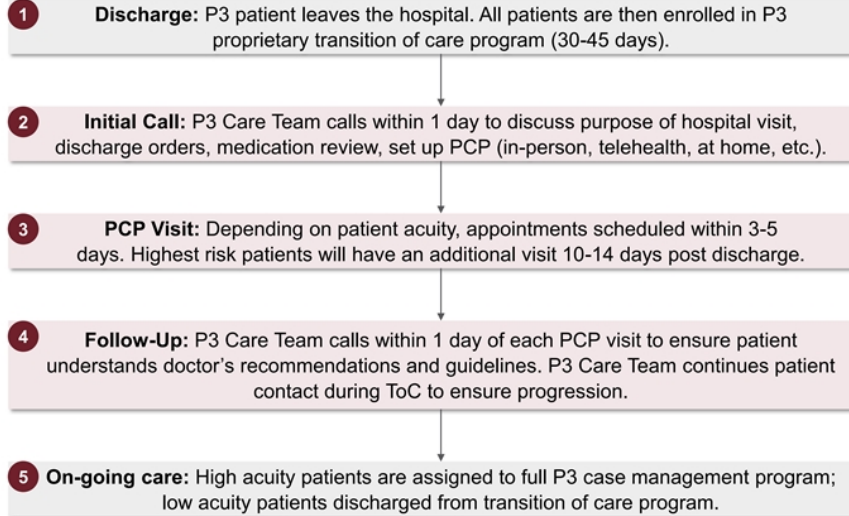 1 Discharge: P3 patient leaves the hospital. All patients are then enrolled in P3
proprietary transition of care program (30-45 days).
2 Initial Call: P3 Care Team calls within 1 day to discuss purpose of hospital visit,
discharge orders, medication review, set up PCP (in-person, telehealth, at home, etc.).
3 PCP Visit: Depending on patient acuity, appointments scheduled within 3-5
days. Highest risk patients will have an additional visit 10-14 days post discharge.
4 Follow-Up: P3 Care Team calls within 1 day of each PCP visit to ensure patient
understands doctor's recommendations and guidelines. P3 Care Team continues patient
contact during ToC to ensure progression.
5 On-going care: High acuity patients are assigned to full P3 case management program;
low acuity patients discharged from transition of care program.